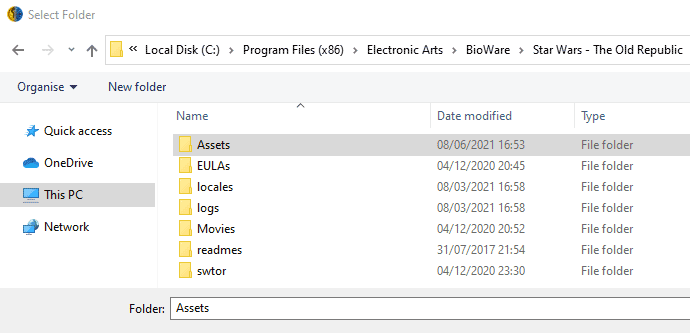 Select Folder
Local Disk (C:) > Program Files (x86) > Electronic Arts > BioWare > Star Wars - The Old Republic
Organise New folder
Name Date modified Type
Quick access
OneDrive
This PC
Network
Assets 08/06/2021 16:53 File folder
EULAs 04/12/2020 20:45 File folder
locales 08/03/2021 16:58 File folder
logs 08/03/2021 16:58 File folder
Movies 04/12/2020 20:52 File folder
readmes 31/07/2017 21:54 File folder
swtor 04/12/2020 23:30 File folder
Folder: Assets